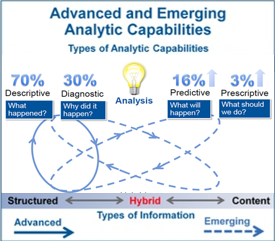 Advanced and Emerging
Analytic Capabilities
Types of Analytic Capabilities
70% 30% 16% 3%
Descriptive Diagnostic Analysis Predictive Prescriptive
What happened? Why did it happen? What will happen? What should we do?
Structured Hybrid Content
Types of Information
Advanced Emerging